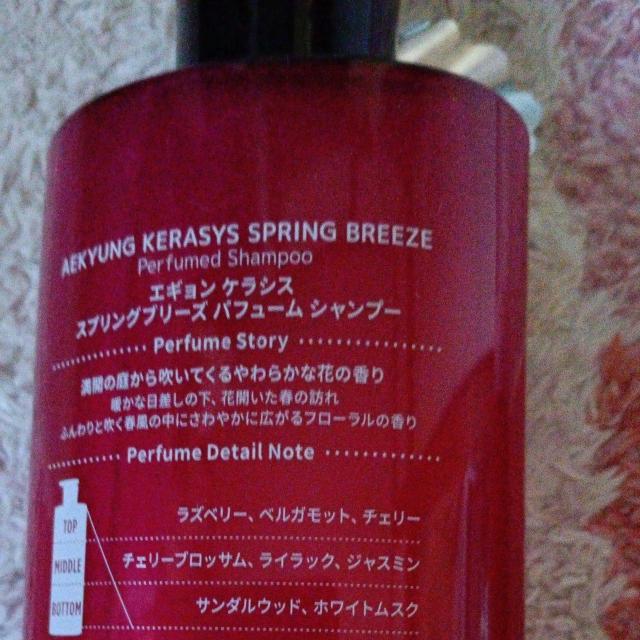 AEKYUNG KERASYS SPRING BREEZE
Perfumed Shampoo
エギョン ケラシス
スプリングブリーズ パフューム シャンプー
Perfume Story
満開の庭から吹いてくるやわらかな花の香り
暖かな日差しの下、花開いた春の訪れ
ふんわりと吹く春風の中にさわやかに広がるフローラルの香り
Perfume Detail Note
TOP
ラズベリー、ベルガモット、チェリー
MIDDLE
チェリーブロッサム、ライラック、ジャスミン
BOTTOM
サンダルウッド、ホワイトムスク